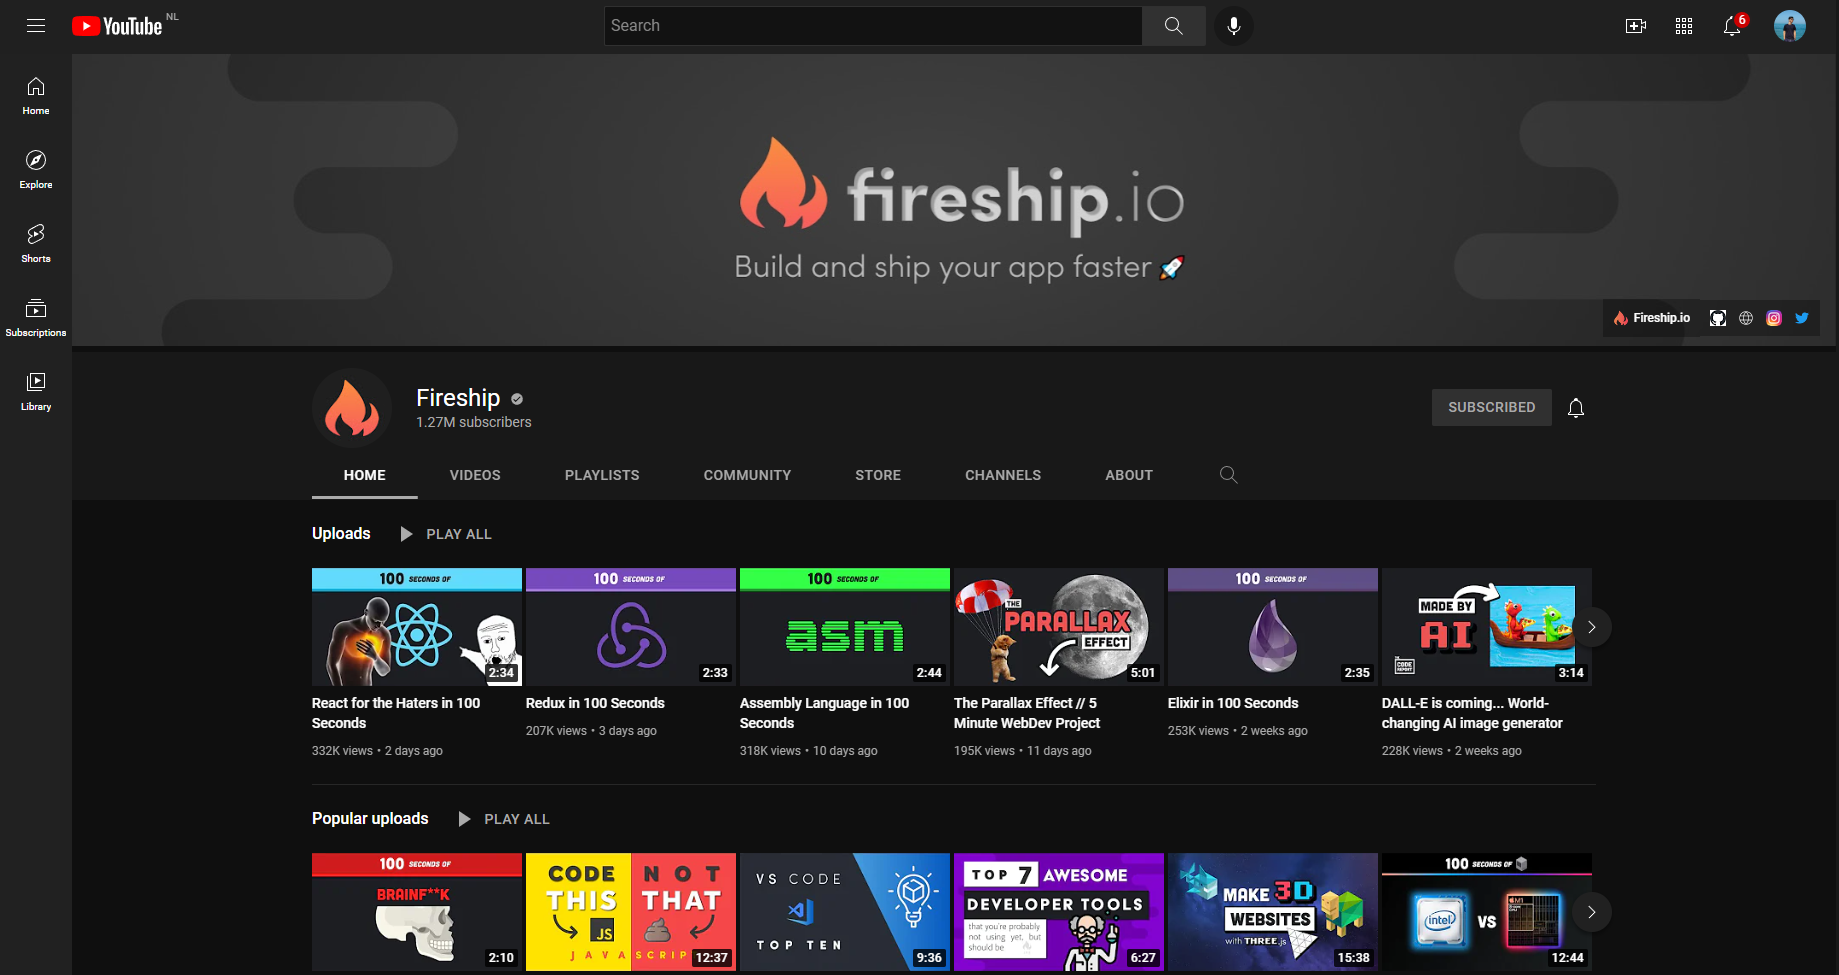 YouTube NL
Search
6
Home
Explore
Shorts
Subscriptions
Library
fireship.io
Build and ship your app faster 🚀
Fireship.io
Fireship
1.27M subscribers
SUBSCRIBED
HOME VIDEOS PLAYLISTS COMMUNITY STORE CHANNELS ABOUT
Uploads PLAY ALL
100 SECONDS OF
2:34
React for the Haters in 100
Seconds
332K views • 2 days ago
100 SECONDS OF
2:33
Redux in 100 Seconds
207K views • 3 days ago
100 SECONDS OF
asm
2:44
Assembly Language in 100
Seconds
318K views • 10 days ago
THE
PARALLAX
EFFECT
5:01
The Parallax Effect // 5
Minute WebDev Project
195K views • 11 days ago
100 SECONDS OF
2:35
Elixir in 100 Seconds
253K views • 2 weeks ago
MADE BY
AI
THE
CODE
REPORT
3:14
DALL-E is coming... World-
changing AI image generator
228K views • 2 weeks ago
Popular uploads PLAY ALL
100 SECONDS OF
BRAINF**K
2:10
CODE NOT
THIS THAT
JS
JAVASCRIP
12:37
VS CODE
TOP TEN
9:36
TOP 7 AWESOME
DEVELOPER TOOLS
that you're probably
not using yet, but
should be
6:27
MAKE 3D
WEBSITES
with THREE.js
15:38
100 SECONDS OF
intel VS M1
12:44